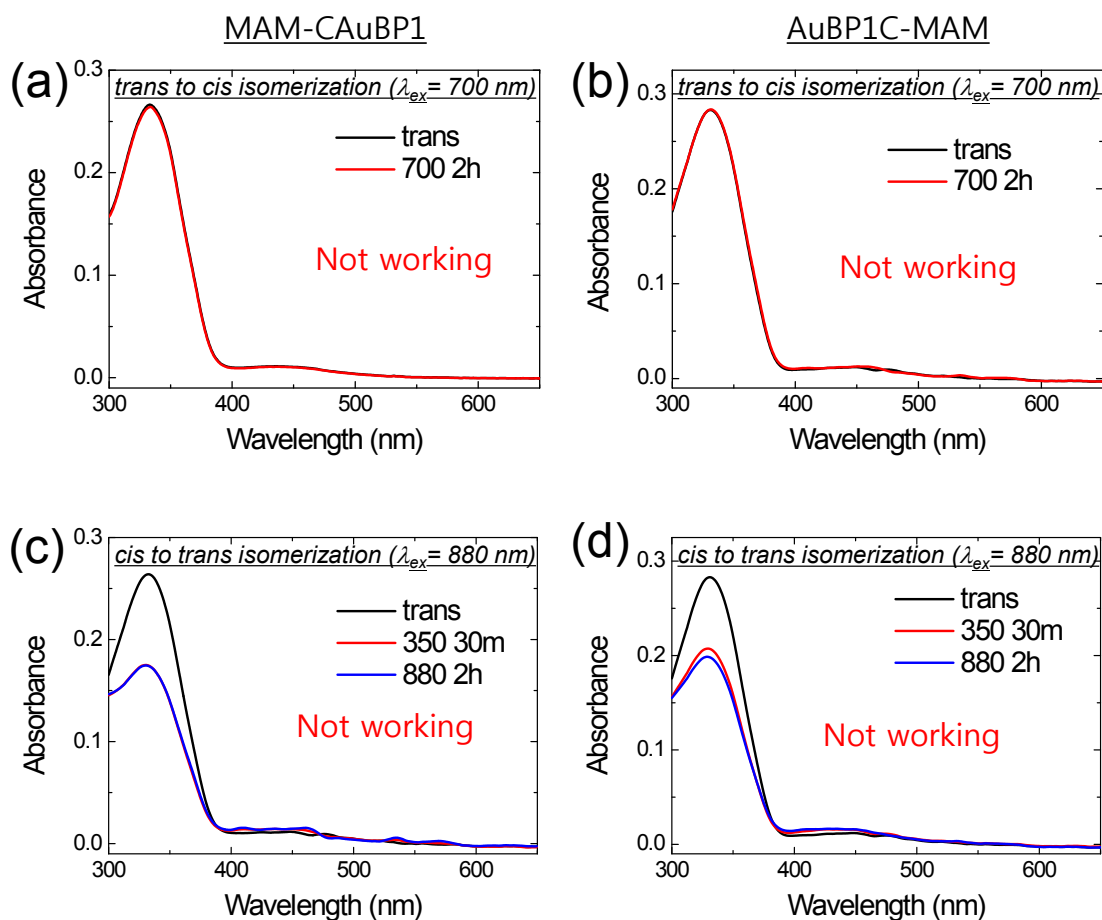 MAM-CAuBP1
AuBP1C-MAM
(a)
trans to cis isomerization (λex= 700 nm)
trans
700 2h
Not working
0.3
0.2
0.1
0.0
Absorbance
300
400
500
600
Wavelength (nm)
(b)
trans to cis isomerization (λex= 700 nm)
trans
700 2h
Not working
0.3
0.2
0.1
0.0
Absorbance
300
400
500
600
Wavelength (nm)
(c)
cis to trans isomerization (λex= 880 nm)
trans
350 30m
880 2h
Not working
0.3
0.2
0.1
0.0
Absorbance
300
400
500
600
Wavelength (nm)
(d)
cis to trans isomerization (λex= 880 nm)
trans
350 30m
880 2h
Not working
0.3
0.2
0.1
0.0
Absorbance
300
400
500
600
Wavelength (nm)